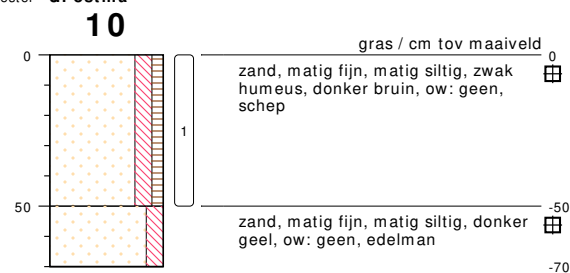 10
gras / cm tov maaiveld
0
0
zand, matig fijn, matig siltig, zwak
humeus, donker bruin, ow: geen,
schep
1
50
-50
zand, matig fijn, matig siltig, donker
geel, ow: geen, edelman
-70